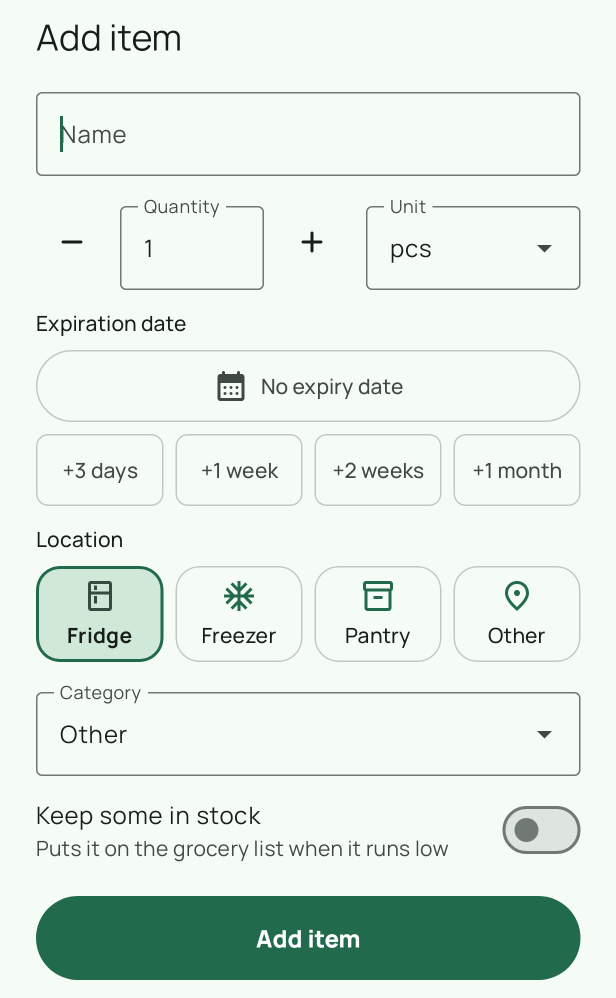 Add item
Name
Quantity
1
Unit
pcs
Expiration date
No expiry date
+3 days
+1 week
+2 weeks
+1 month
Location
Fridge
Freezer
Pantry
Other
Category
Other
Keep some in stock
Puts it on the grocery list when it runs low
Add item